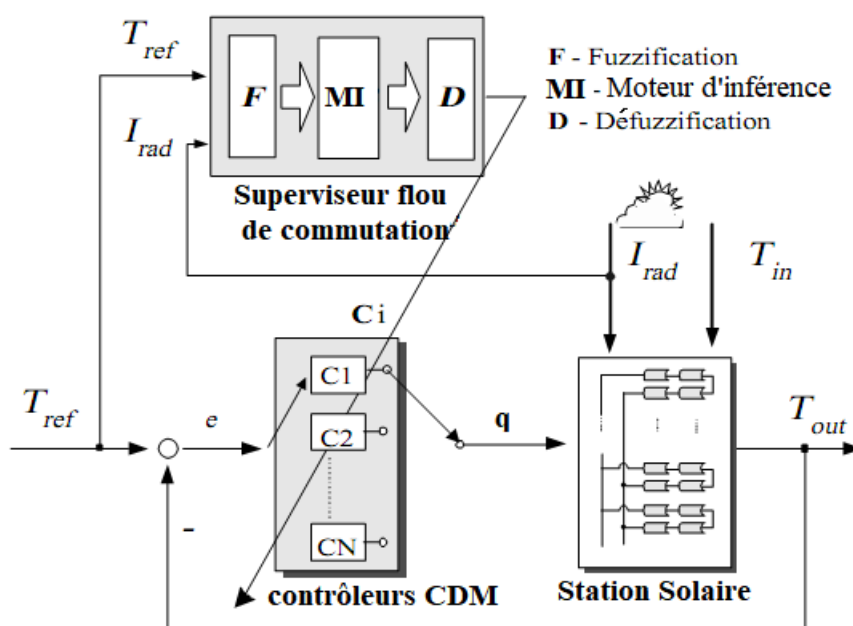 T_ref
I_rad
F
MI
D
F - Fuzzification
MI - Moteur d'inférence
D - Défuzzification
Superviseur flou
de commutation
I_rad
T_in
Ci
T_ref
e
C1
C2
CN
q
T_out
-
contrôleurs CDM
Station Solaire